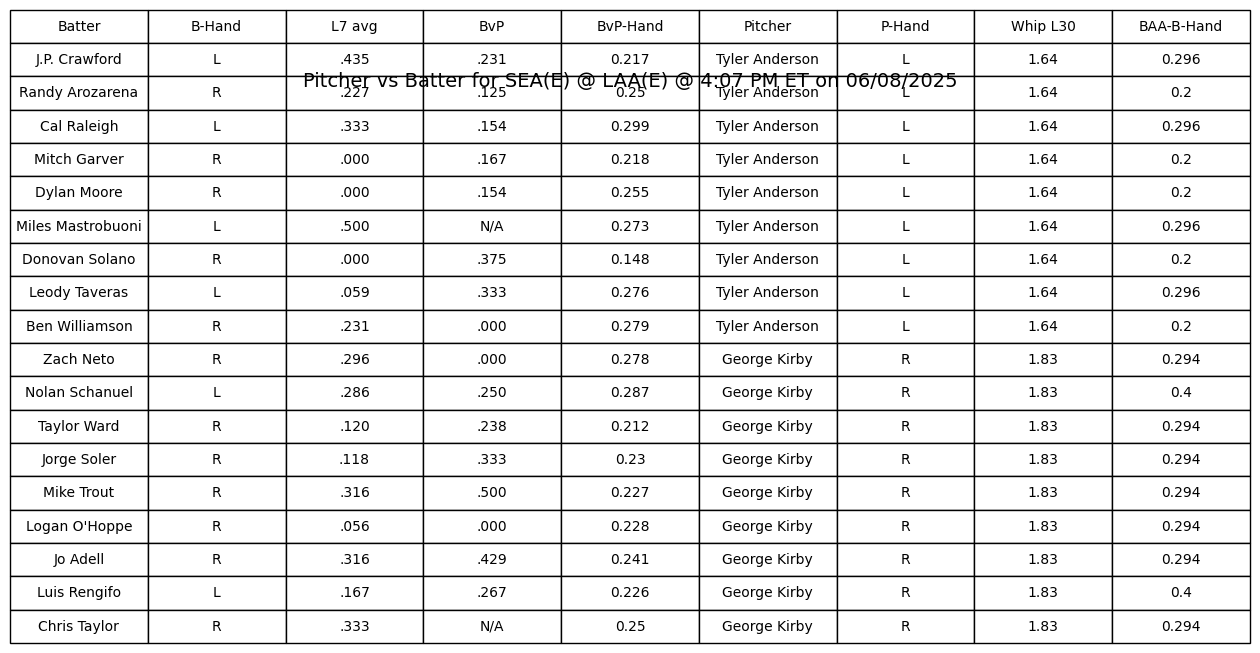 Batter B-Hand L7 avg BvP BvP-Hand Pitcher P-Hand Whip L30 BAA-B-Hand
J.P. Crawford L .435 .231 0.217 Tyler Anderson L 1.64 0.296
Pitcher vs Batter for SEA(E) @ LAA(E) @ 4:07 PM ET on 06/08/2025
Randy Arozarena R .227 .125 0.25 Tyler Anderson L 1.64 0.2
Cal Raleigh L .333 .154 0.299 Tyler Anderson L 1.64 0.296
Mitch Garver R .000 .167 0.218 Tyler Anderson L 1.64 0.2
Dylan Moore R .000 .154 0.255 Tyler Anderson L 1.64 0.2
Miles Mastrobuoni L .500 N/A 0.273 Tyler Anderson L 1.64 0.296
Donovan Solano R .000 .375 0.148 Tyler Anderson L 1.64 0.2
Leody Taveras L .059 .333 0.276 Tyler Anderson L 1.64 0.296
Ben Williamson R .231 .000 0.279 Tyler Anderson L 1.64 0.2
Zach Neto R .296 .000 0.278 George Kirby R 1.83 0.294
Nolan Schanuel L .286 .250 0.287 George Kirby R 1.83 0.4
Taylor Ward R .120 .238 0.212 George Kirby R 1.83 0.294
Jorge Soler R .118 .333 0.23 George Kirby R 1.83 0.294
Mike Trout R .316 .500 0.227 George Kirby R 1.83 0.294
Logan O'Hoppe R .056 .000 0.228 George Kirby R 1.83 0.294
Jo Adell R .316 .429 0.241 George Kirby R 1.83 0.294
Luis Rengifo L .167 .267 0.226 George Kirby R 1.83 0.4
Chris Taylor R .333 N/A 0.25 George Kirby R 1.83 0.294